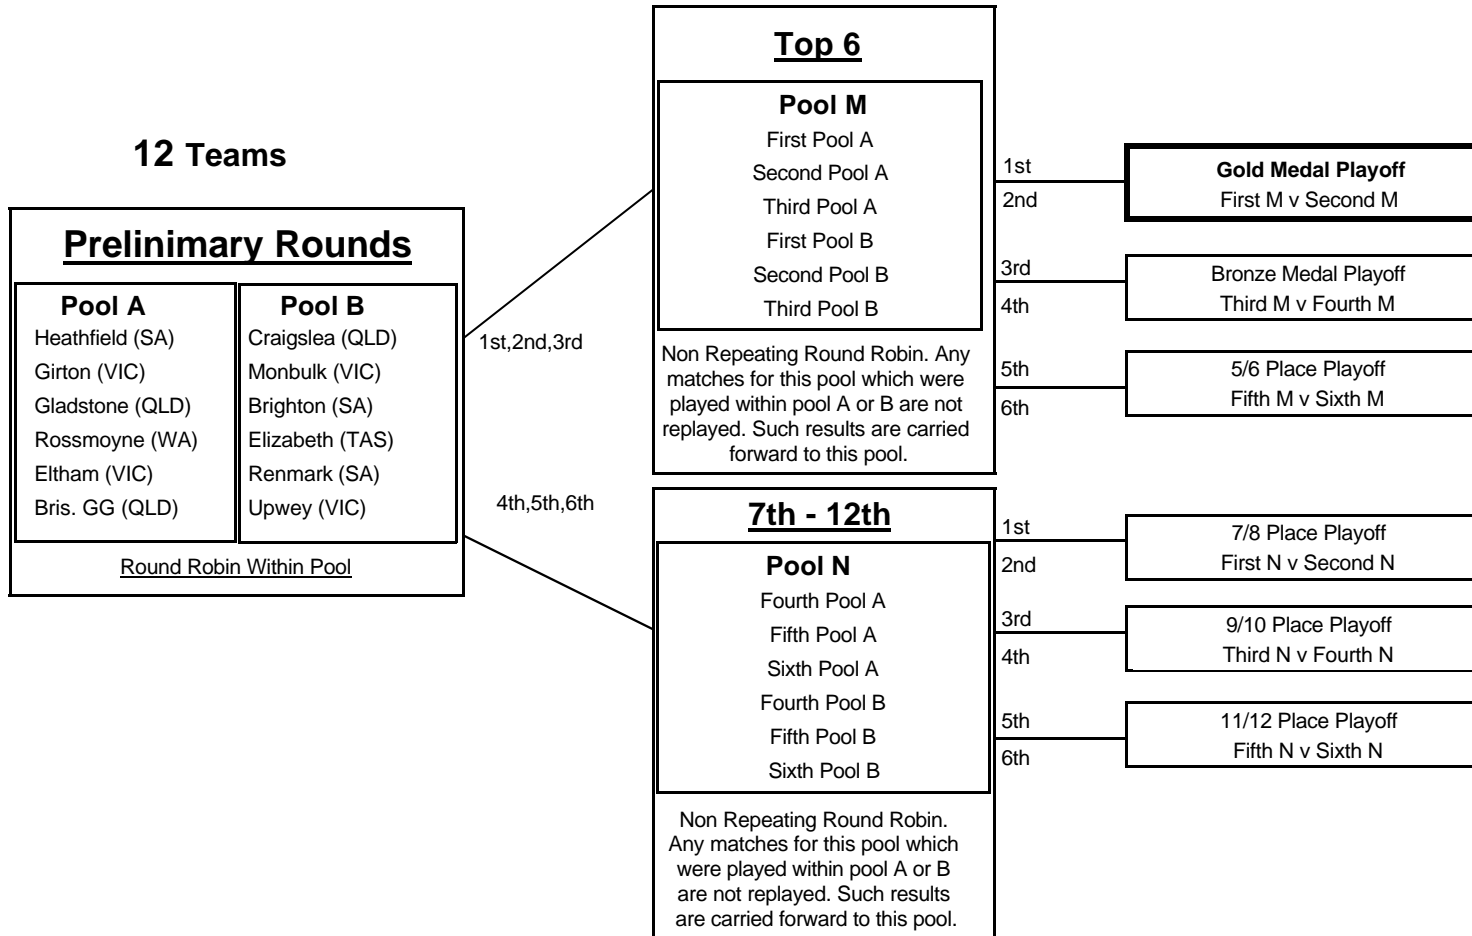 12 Teams
Prelinimary Rounds
Pool A
Heathfield (SA)
Girton (VIC)
Gladstone (QLD)
Rossmoyne (WA)
Eltham (VIC)
Bris. GG (QLD)
Pool B
Craigslea (QLD)
Monbulk (VIC)
Brighton (SA)
Elizabeth (TAS)
Renmark (SA)
Upwey (VIC)
Round Robin Within Pool
1st,2nd,3rd
4th,5th,6th
Top 6
Pool M
First Pool A
Second Pool A
Third Pool A
First Pool B
Second Pool B
Third Pool B
Non Repeating Round Robin. Any
matches for this pool which were
played within pool A or B are not
replayed. Such results are carried
forward to this pool.
1st
2nd
Gold Medal Playoff
First M v Second M
3rd
4th
Bronze Medal Playoff
Third M v Fourth M
5th
6th
5/6 Place Playoff
Fifth M v Sixth M
7th - 12th
Pool N
Fourth Pool A
Fifth Pool A
Sixth Pool A
Fourth Pool B
Fifth Pool B
Sixth Pool B
Non Repeating Round Robin.
Any matches for this pool which
were played within pool A or B
are not replayed. Such results
are carried forward to this pool.
1st
2nd
7/8 Place Playoff
First N v Second N
3rd
4th
9/10 Place Playoff
Third N v Fourth N
5th
6th
11/12 Place Playoff
Fifth N v Sixth N